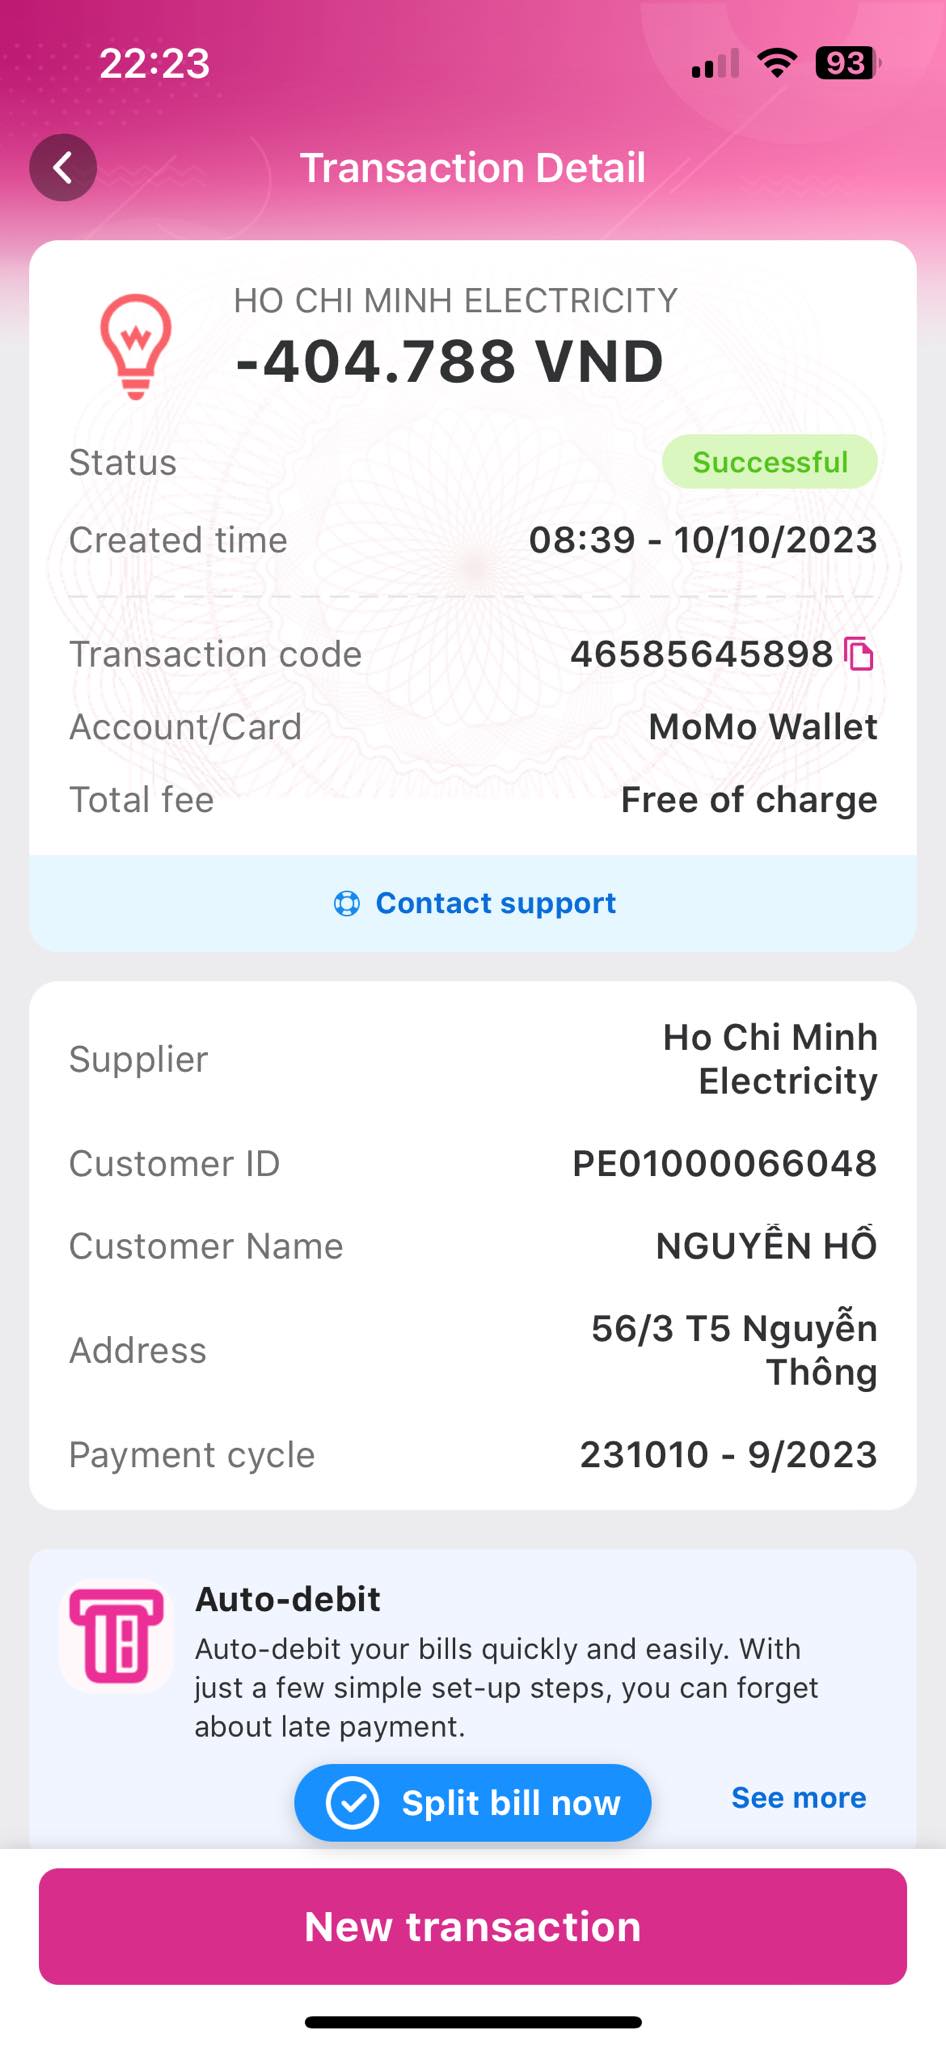 22:23
93
Transaction Detail
HO CHI MINH ELECTRICITY
-404.788 VND
Status
Successful
Created time
08:39 - 10/10/2023
Transaction code
46585645898
Account/Card
MoMo Wallet
Total fee
Free of charge
Contact support
Supplier
Ho Chi Minh
Electricity
Customer ID
PE01000066048
Customer Name
NGUYỄN HỒ
Address
56/3 T5 Nguyễn
Thông
Payment cycle
231010 - 9/2023
Auto-debit
Auto-debit your bills quickly and easily. With
just a few simple set-up steps, you can forget
about late payment.
Split bill now
See more
New transaction